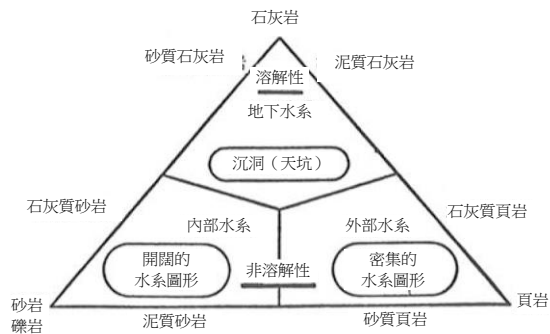 石灰岩
砂質石灰岩
泥質石灰岩
溶解性
地下水系
沉洞（天坑）
石灰質砂岩
石灰質頁岩
內部水系
外部水系
開闊的
水系圖形
非溶解性
密集的
水系圖形
砂岩
礫岩
泥質砂岩
砂質頁岩
頁岩